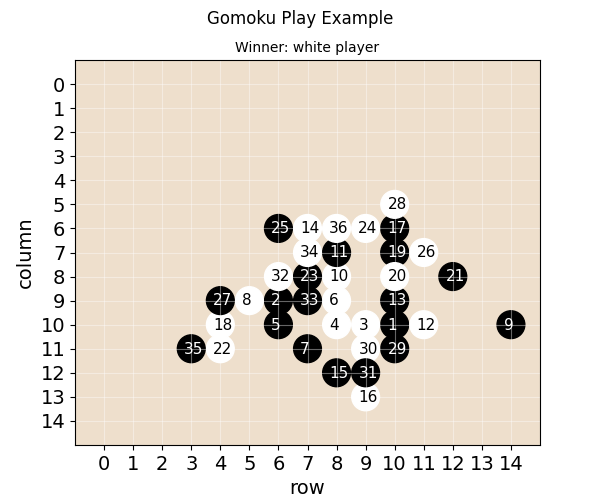 Gomoku Play Example
Winner: white player
0
1
2
3
4
5 28
6 25 14 36 24 17
7 34 11 19 26
8 32 23 10 20 21
9 27 8 2 33 6 13
10 18 5 4 3 1 12 9
11 35 22 7 30 29
12 15 31
13 16
14
column
0 1 2 3 4 5 6 7 8 9 10 11 12 13 14
row